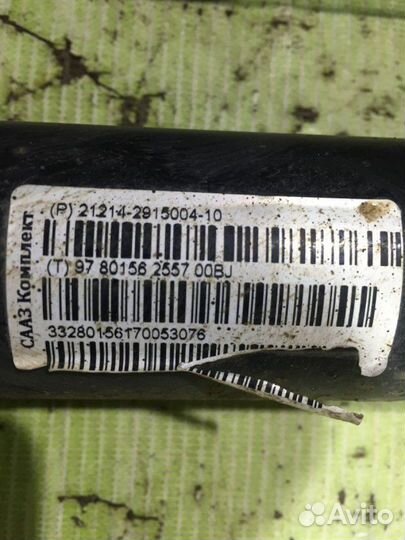 СААЗ Комплект
(P) 21214-2915004-10
(T) 97 80156 2557 00BJ
33280156170053076
Avito